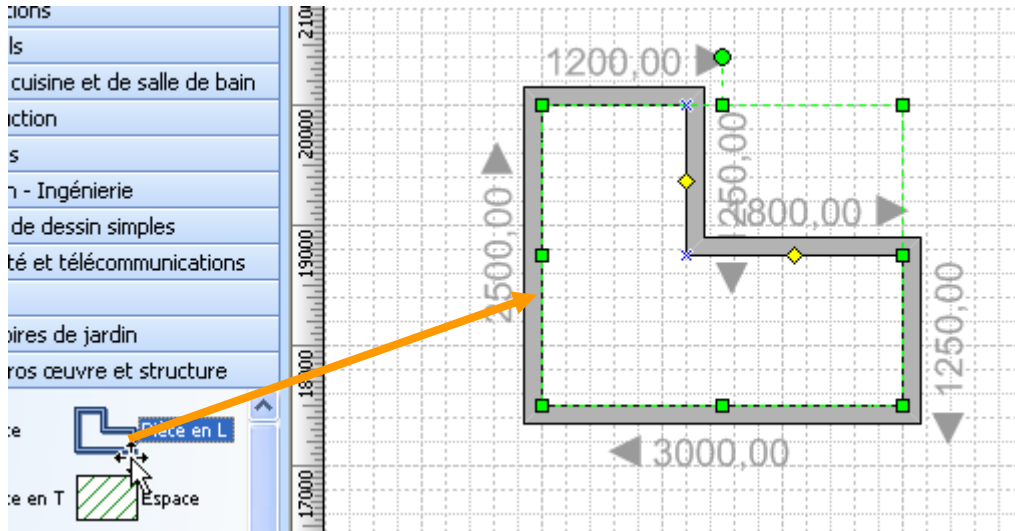 tions
ls
cuisine et de salle de bain
uction
s
n - Ingénierie
de dessin simples
té et télécommunications
oires de jardin
ros œuvre et structure
ce
Pièce en L
ce en T
Espace
2100
20000
19000
18000
17000
1200,00
1250,00
1800,00
2500,00
1250,00
3000,00